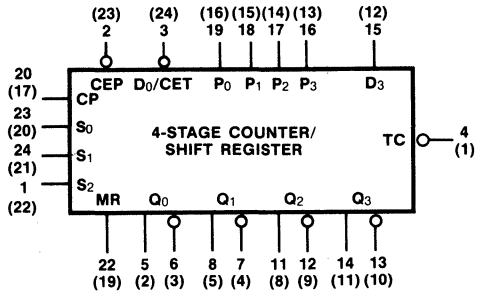 (23) (24) (16) (15) (14) (13) (12)
2 3 19 18 17 16 15
CEP D₀/CET P₀ P₁ P₂ P₃ D₃
20
(17)
CP
23
(20)
S₀
24
(21)
S₁
1
(22)
S₂
4-STAGE COUNTER/
SHIFT REGISTER
TC
4
(1)
MR Q₀ Q₁ Q₂ Q₃
22 5 6 8 7 11 12 14 13
(19) (2) (3) (5) (4) (8) (9) (11) (10)